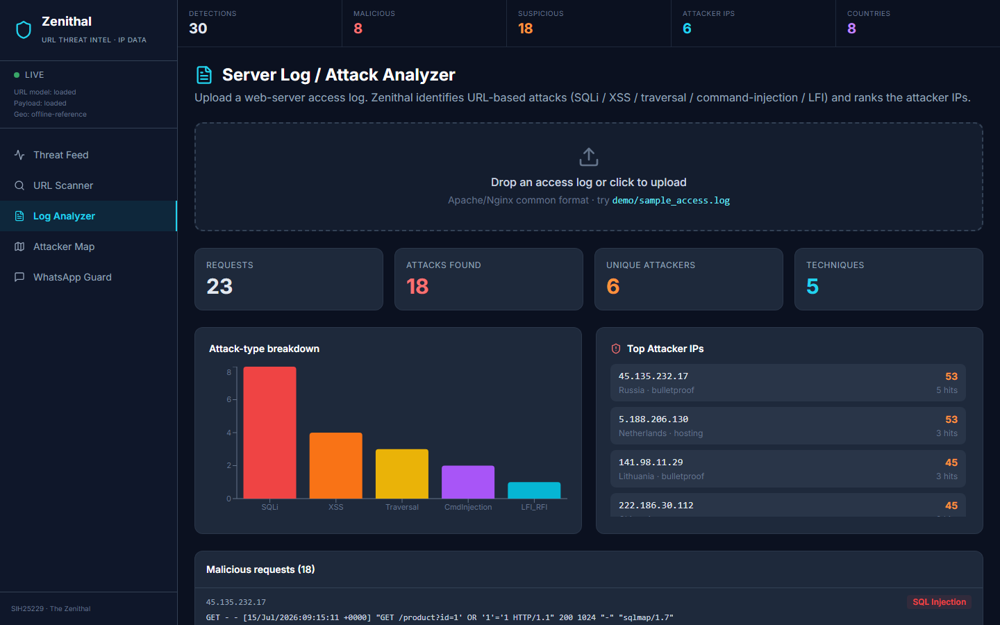 Zenithal
URL THREAT INTEL · IP DATA
LIVE
URL model: loaded
Payload: loaded
Geo: offline-reference
Threat Feed
URL Scanner
Log Analyzer
Attacker Map
WhatsApp Guard
SIH25229 · The Zenithal
DETECTIONS
30
MALICIOUS
8
SUSPICIOUS
18
ATTACKER IPS
6
COUNTRIES
8
Server Log / Attack Analyzer
Upload a web-server access log. Zenithal identifies URL-based attacks (SQLi / XSS / traversal / command-injection / LFI) and ranks the attacker IPs.
Drop an access log or click to upload
Apache/Nginx common format · try demo/sample_access.log
REQUESTS
23
ATTACKS FOUND
18
UNIQUE ATTACKERS
6
TECHNIQUES
5
Attack-type breakdown
8
6
4
2
0
SQLi
XSS
Traversal
CmdInjection
LFI_RFI
Top Attacker IPs
45.135.232.17
53
Russia · bulletproof
5 hits
5.188.206.130
53
Netherlands · hosting
3 hits
141.98.11.29
45
Lithuania · bulletproof
3 hits
222.186.30.112
45
Malicious requests (18)
45.135.232.17
SQL Injection
GET - - [15/Jul/2026:09:15:11 +0000] "GET /product?id=1' OR '1'='1 HTTP/1.1" 200 1024 "-" "sqlmap/1.7"